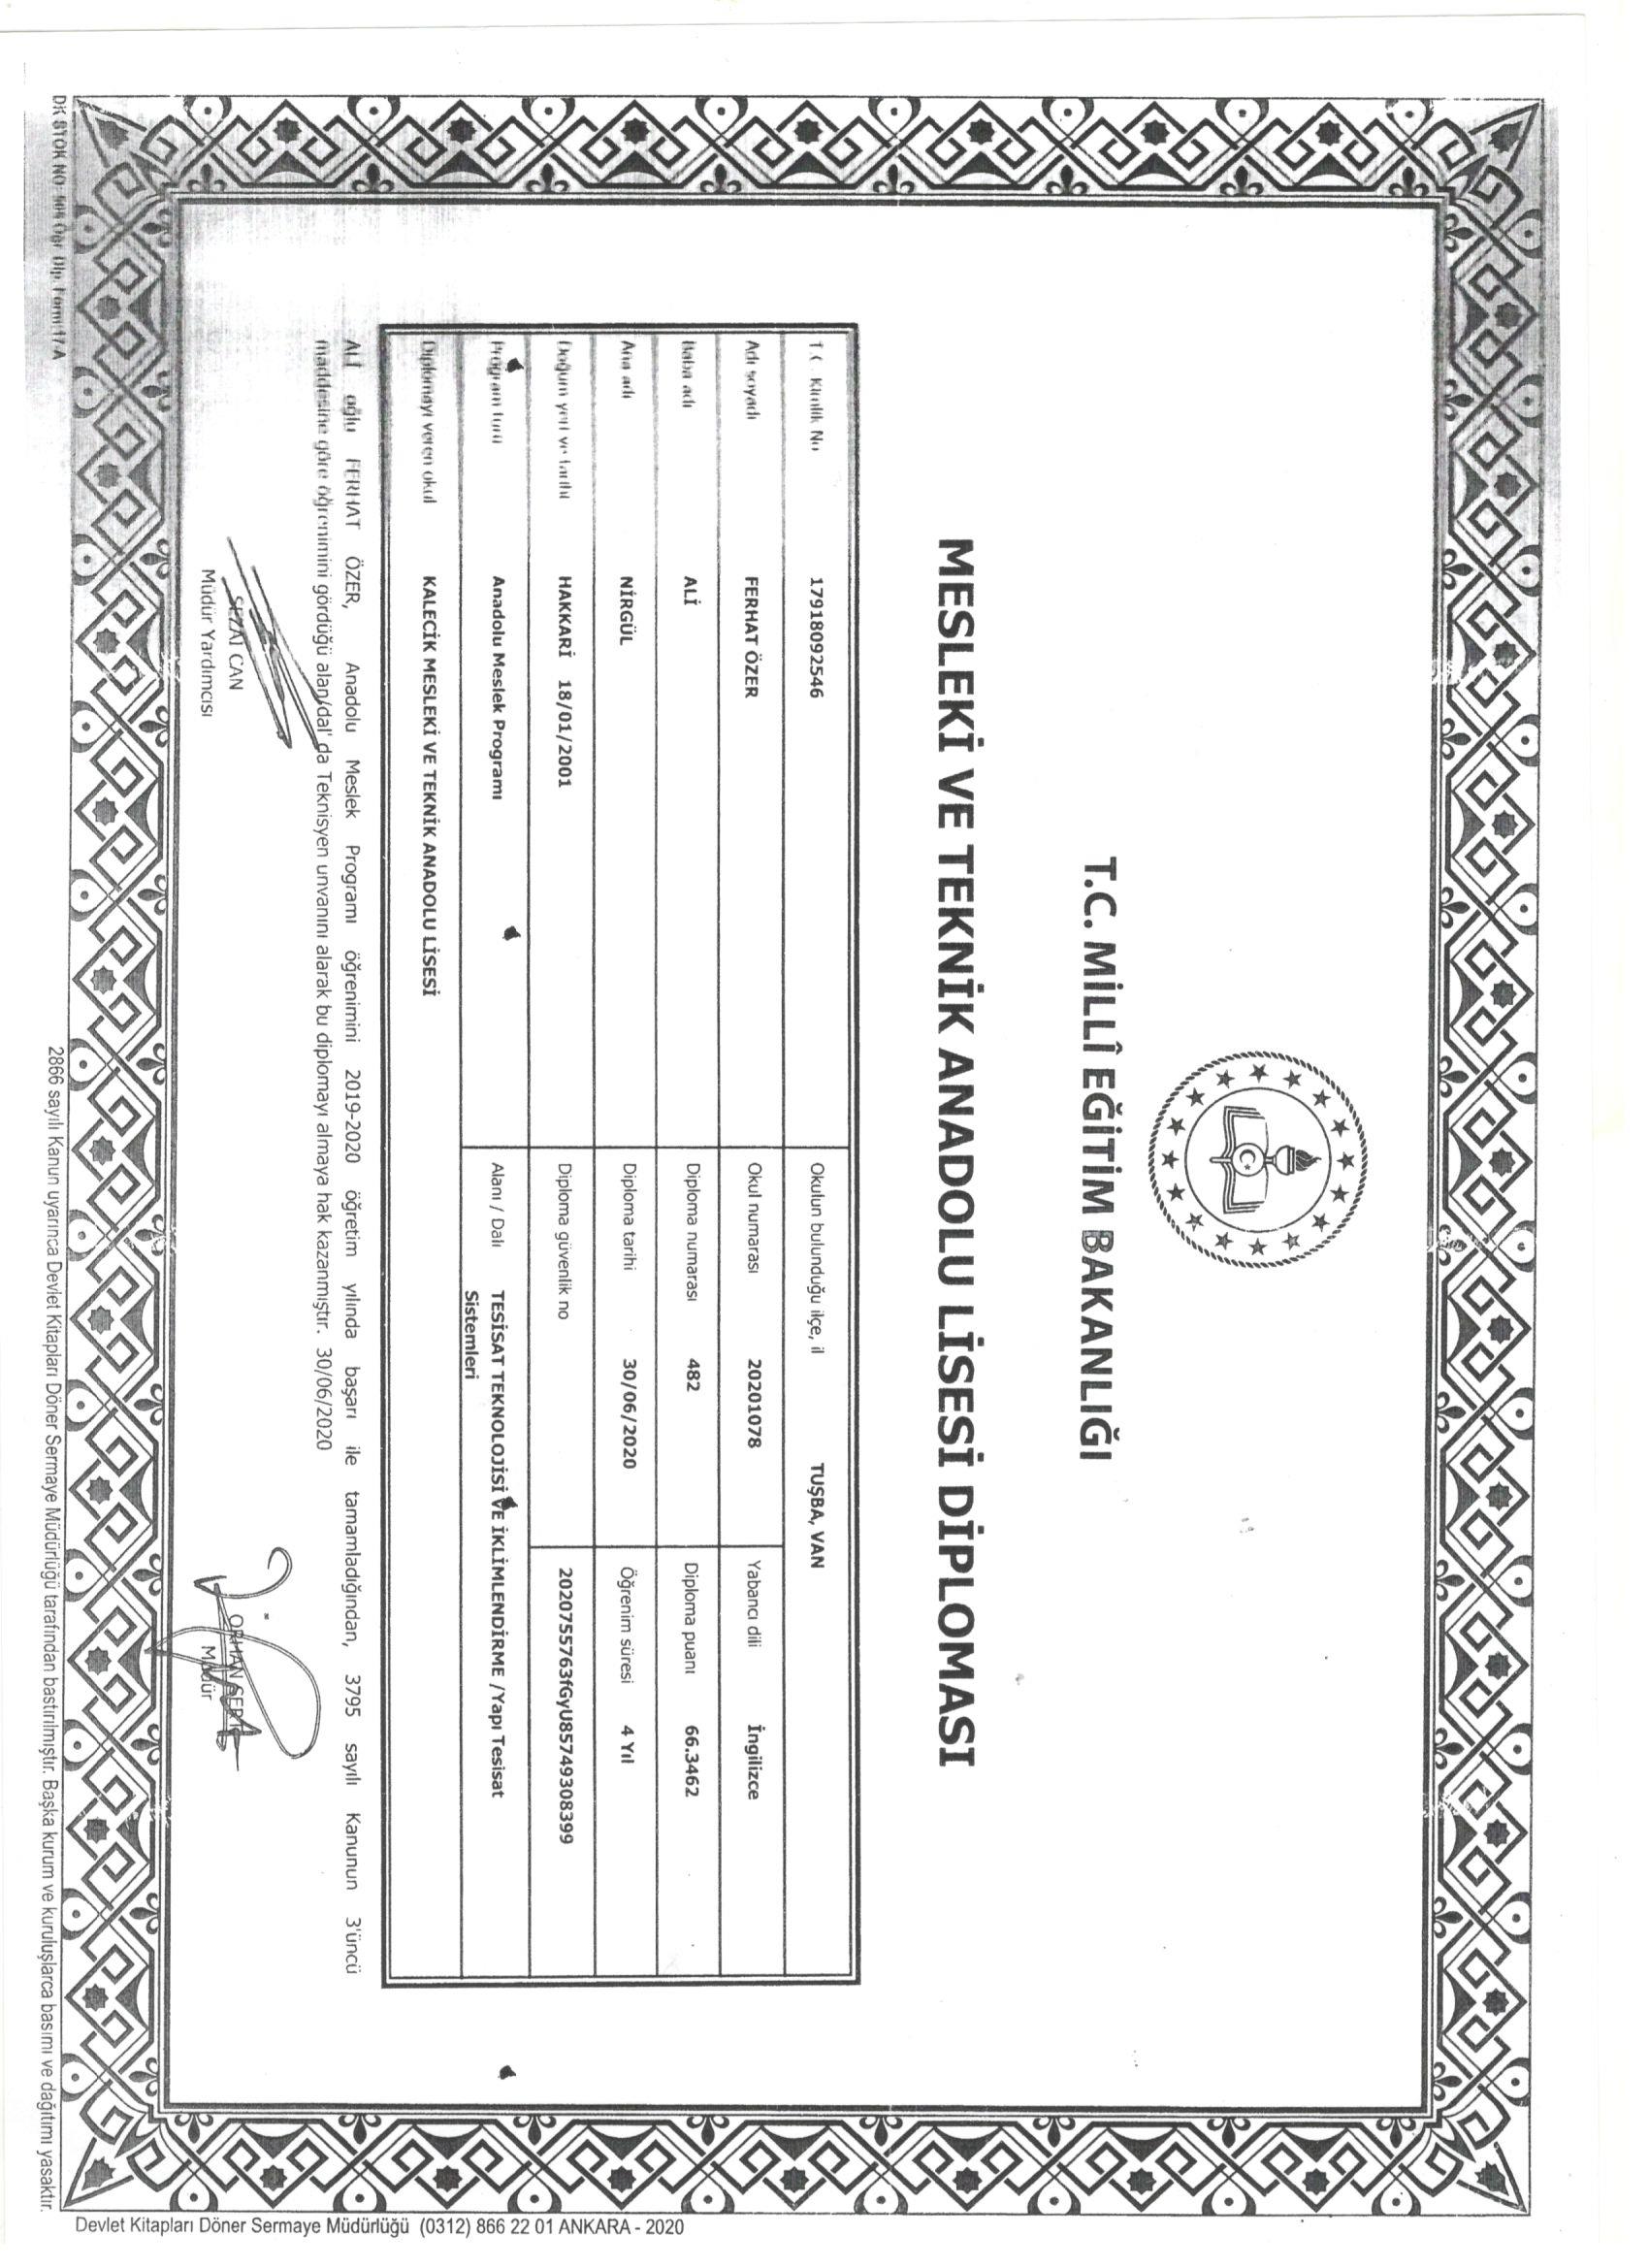 T.C. MİLLÎ EĞİTİM BAKANLIĞI
MESLEKİ VE TEKNİK ANADOLU LİSESİ DİPLOMASI
T.C. Kimlik No 17918092546 Okulun bulunduğu ilçe, il TUŞBA, VAN
Adı soyadı FERHAT ÖZER Okul numarası 20201078 Yabancı dili İngilizce
Baba adı ALİ Diploma numarası 482 Diploma puanı 66.3462
Ana adı NİRGÜL Diploma tarihi 30/06/2020 Öğrenim süresi 4 Yıl
Doğum yeri ve tarihi HAKKARİ 18/01/2001 Diploma güvenlik no 2020755763fGyU85749308399
Program türü Anadolu Meslek Programı Alanı / Dalı TESİSAT TEKNOLOJİSİ VE İKLİMLENDİRME /Yapı Tesisat
Sistemleri
Diplomayı veren okul KALECİK MESLEKİ VE TEKNİK ANADOLU LİSESİ
ALİ oğlu FERHAT ÖZER, Anadolu Meslek Programı öğrenimini 2019-2020 öğretim yılında başarı ile tamamladığından, 3795 sayılı Kanunun 3'üncü
maddesine göre öğrenimini gördüğü alan/dal' da Teknisyen unvanını alarak bu diplomayı almaya hak kazanmıştır. 30/06/2020
SEZAİ CAN ORHAN SERT
Müdür Yardımcısı Müdür
DK STOK NO: Dip. Form:17-A
2866 sayılı Kanun uyarınca Devlet Kitapları Döner Sermaye Müdürlüğü tarafından bastırılmıştır. Başka kurum ve kuruluşlarca basımı ve dağıtımı yasaktır.
Devlet Kitapları Döner Sermaye Müdürlüğü (0312) 866 22 01 ANKARA - 2020